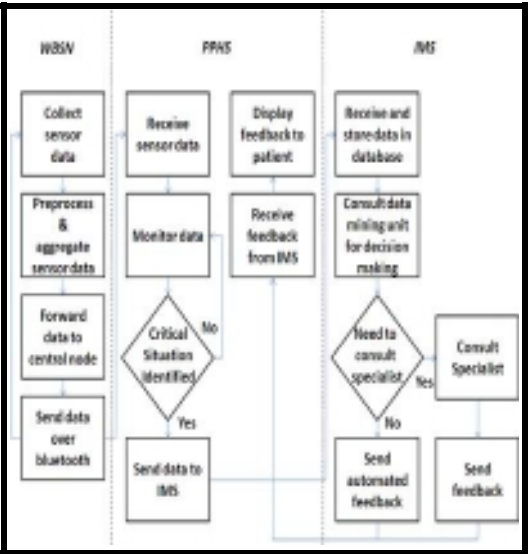 WBSN
PPHS
IMS
Collect
sensor
data
Preprocess
&
aggregate
sensor data
Forward
data to
central node
Send data
over
bluetooth
Receive
sensor data
Monitor data
Critical
Situation
Identified
No
Yes
Send data to
IMS
Display
feedback to
patient
Receive
feedback
from IMS
Receive and
store data in
database
Consult data
mining unit
for decision
making
Need to
consult
specialist
Yes
No
Consult
Specialist
Send
automated
feedback
Send
feedback